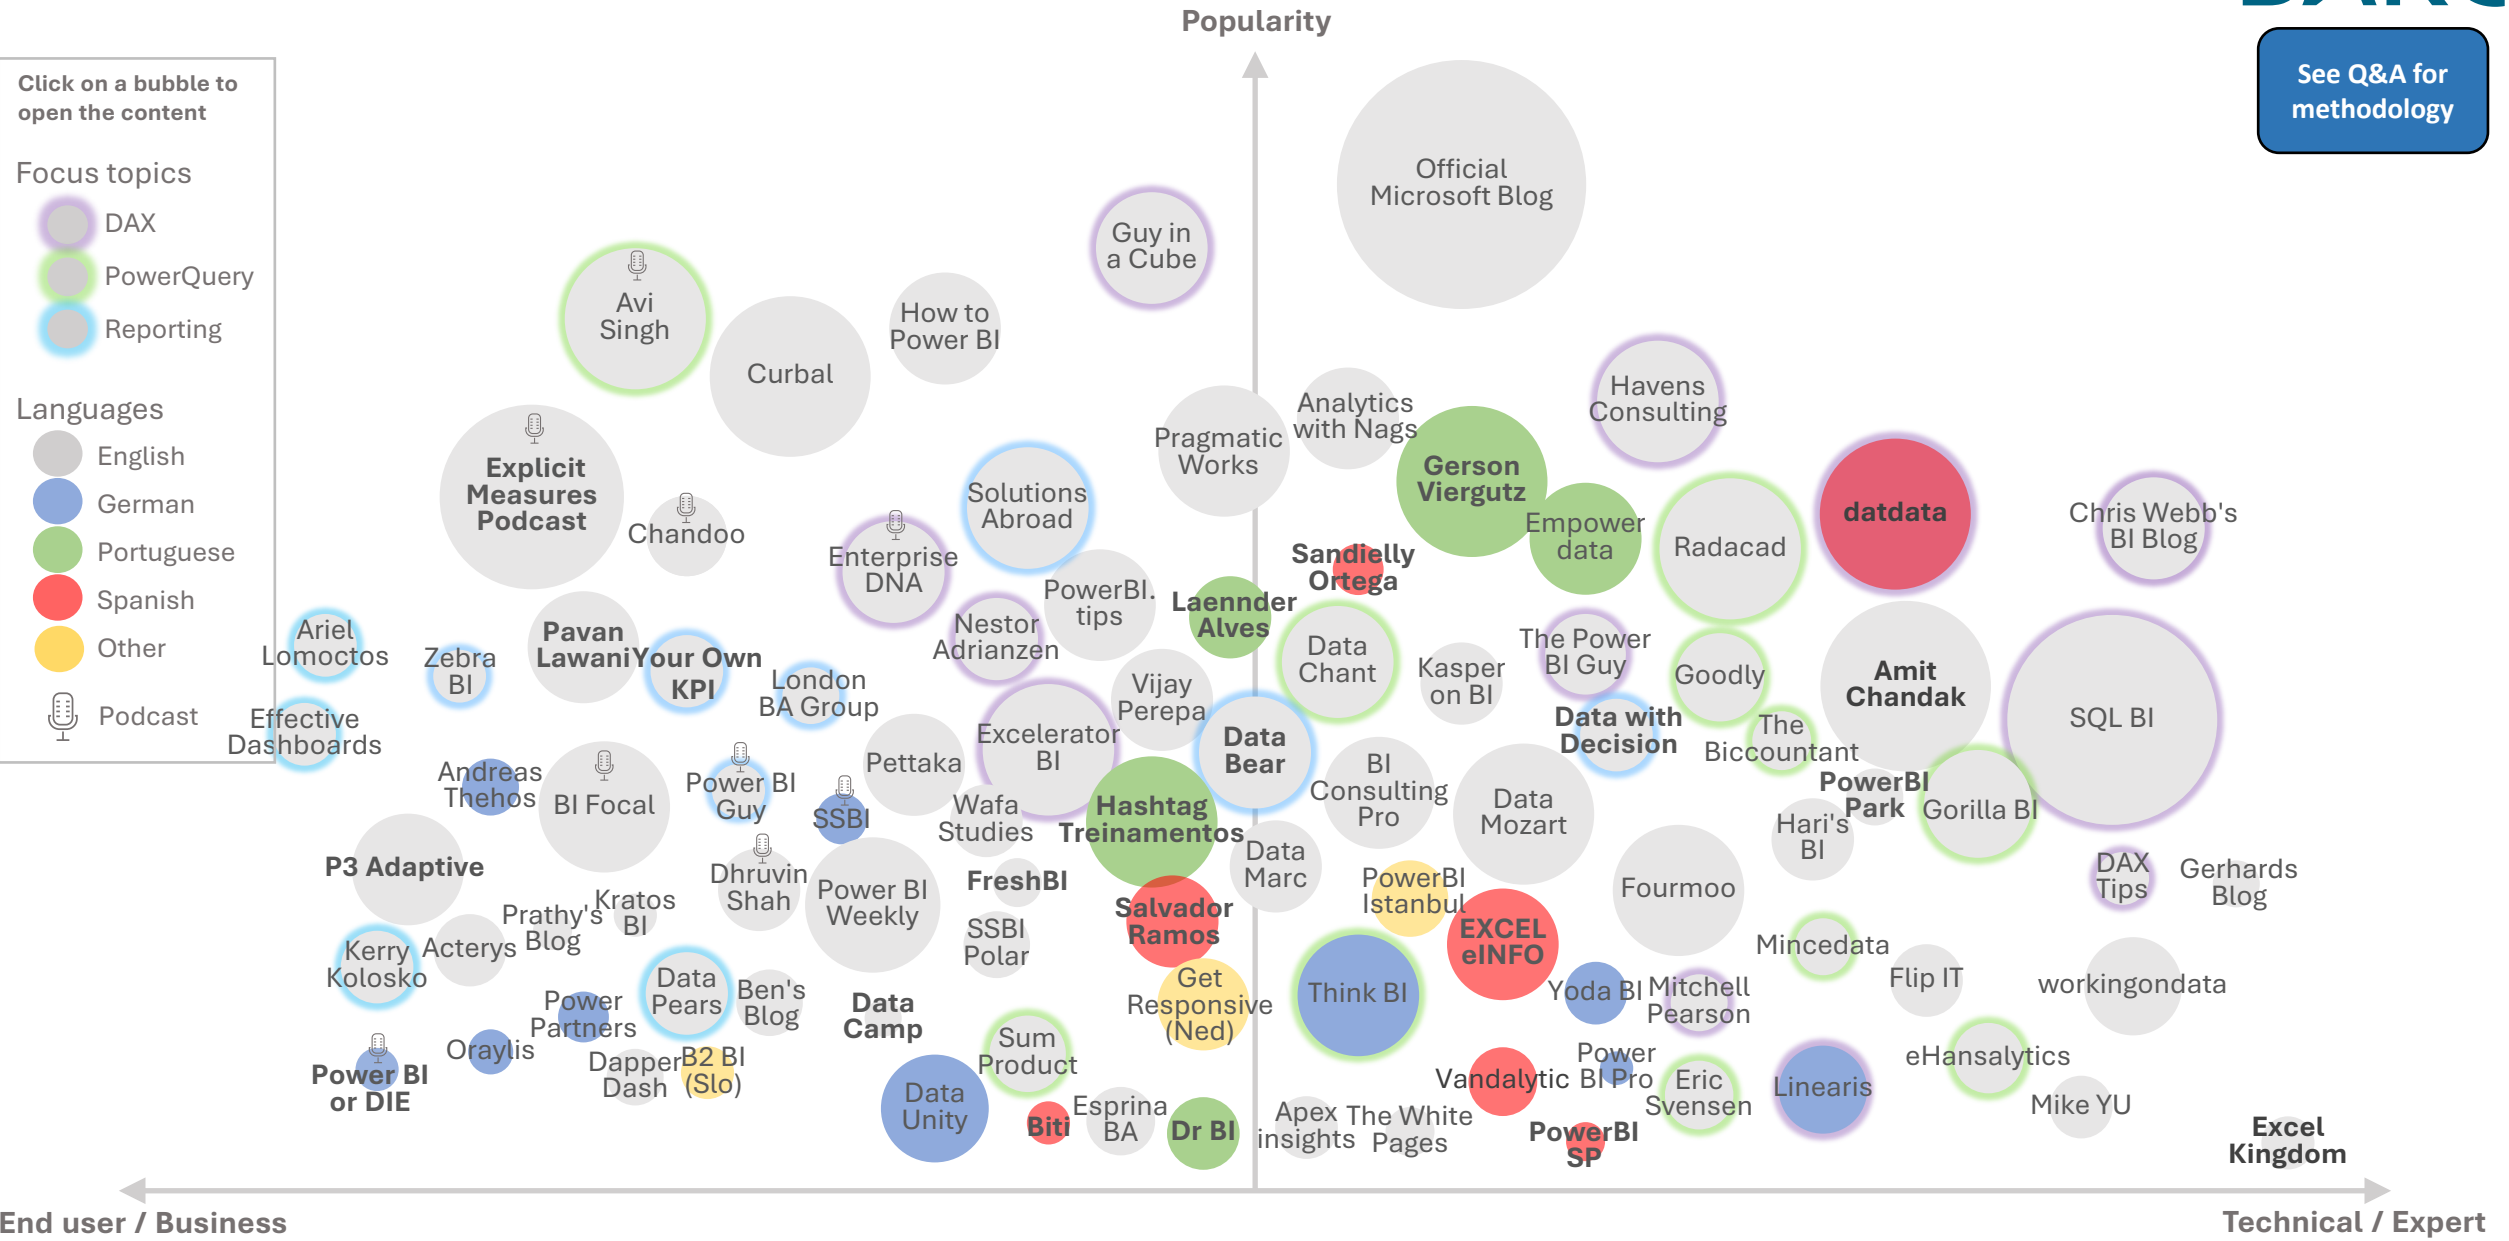 Popularity
See Q&A for
methodology
Click on a bubble to
open the content
Focus topics
DAX
PowerQuery
Reporting
Languages
English
German
Portuguese
Spanish
Other
Podcast
Official
Microsoft Blog
Guy in
a Cube
Avi
Singh
How to
Power BI
Curbal
Havens
Consulting
Analytics
with Nags
Pragmatic
Works
Gerson
Viergutz
Explicit
Measures
Podcast
Solutions
Abroad
Chandoo
Enterprise
DNA
Empower
data
Radacad
datdata
Chris Webb's
BI Blog
Sandielly
Ortega
PowerBI.
tips
Laennder
Alves
Nestor
Adrianzen
Ariel
Lomoctos
Zebra
BI
Pavan
Lawani
Your Own
KPI
London
BA Group
Vijay
Perepa
Data
Chant
Kasper
on BI
The Power
BI Guy
Goodly
Amit
Chandak
SQL BI
Effective
Dashboards
Excelerator
BI
Data
Bear
Data with
Decision
The
Biccountant
Pettaka
Andreas
Thehos
BI Focal
Power BI
Guy
SSBI
Wafa
Studies
Hashtag
Treinamentos
BI
Consulting
Pro
Data
Mozart
PowerBI
Park
Gorilla BI
Hari's
BI
P3 Adaptive
Dhruvin
Shah
Power BI
Weekly
FreshBI
Data
Marc
PowerBI
Istanbul
Fourmoo
DAX
Tips
Gerhards
Blog
Kratos
BI
Prathy's
Blog
Acterys
Kerry
Kolosko
SSBI
Polar
Salvador
Ramos
EXCEL
eINFO
Mincedata
Data
Pears
Ben's
Blog
Data
Camp
Get
Responsive
(Ned)
Think BI
Yoda BI
Mitchell
Pearson
Flip IT
workingondata
Power
Partners
Oraylis
Power BI
or DIE
Dapper
Dash
B2 BI
(Slo)
Sum
Product
Data
Unity
Biti
Esprina
BA
Dr BI
Apex
insights
The White
Pages
Vandalytic
Power
BI Pro
PowerBI
SP
Eric
Svensen
Linearis
eHansalytics
Mike YU
Excel
Kingdom
End user / Business
Technical / Expert